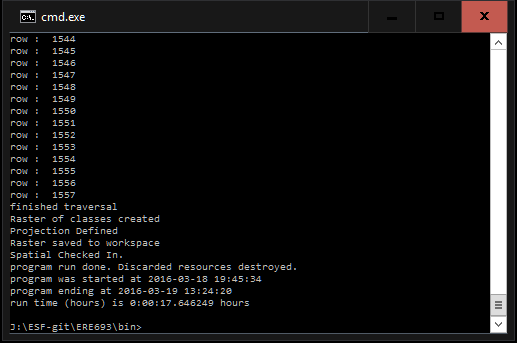 cmd.exe
row :  1544
row :  1545
row :  1546
row :  1547
row :  1548
row :  1549
row :  1550
row :  1551
row :  1552
row :  1553
row :  1554
row :  1555
row :  1556
row :  1557
finished traversal
Raster of classes created
Projection Defined
Raster saved to workspace
Spatial Checked In.
program run done. Discarded resources destroyed.
program was started at 2016-03-18 19:45:34
program ending at 2016-03-19 13:24:20
run time (hours) is 0:00:17.646249 hours
J:\ESF-git\ERE693\bin>